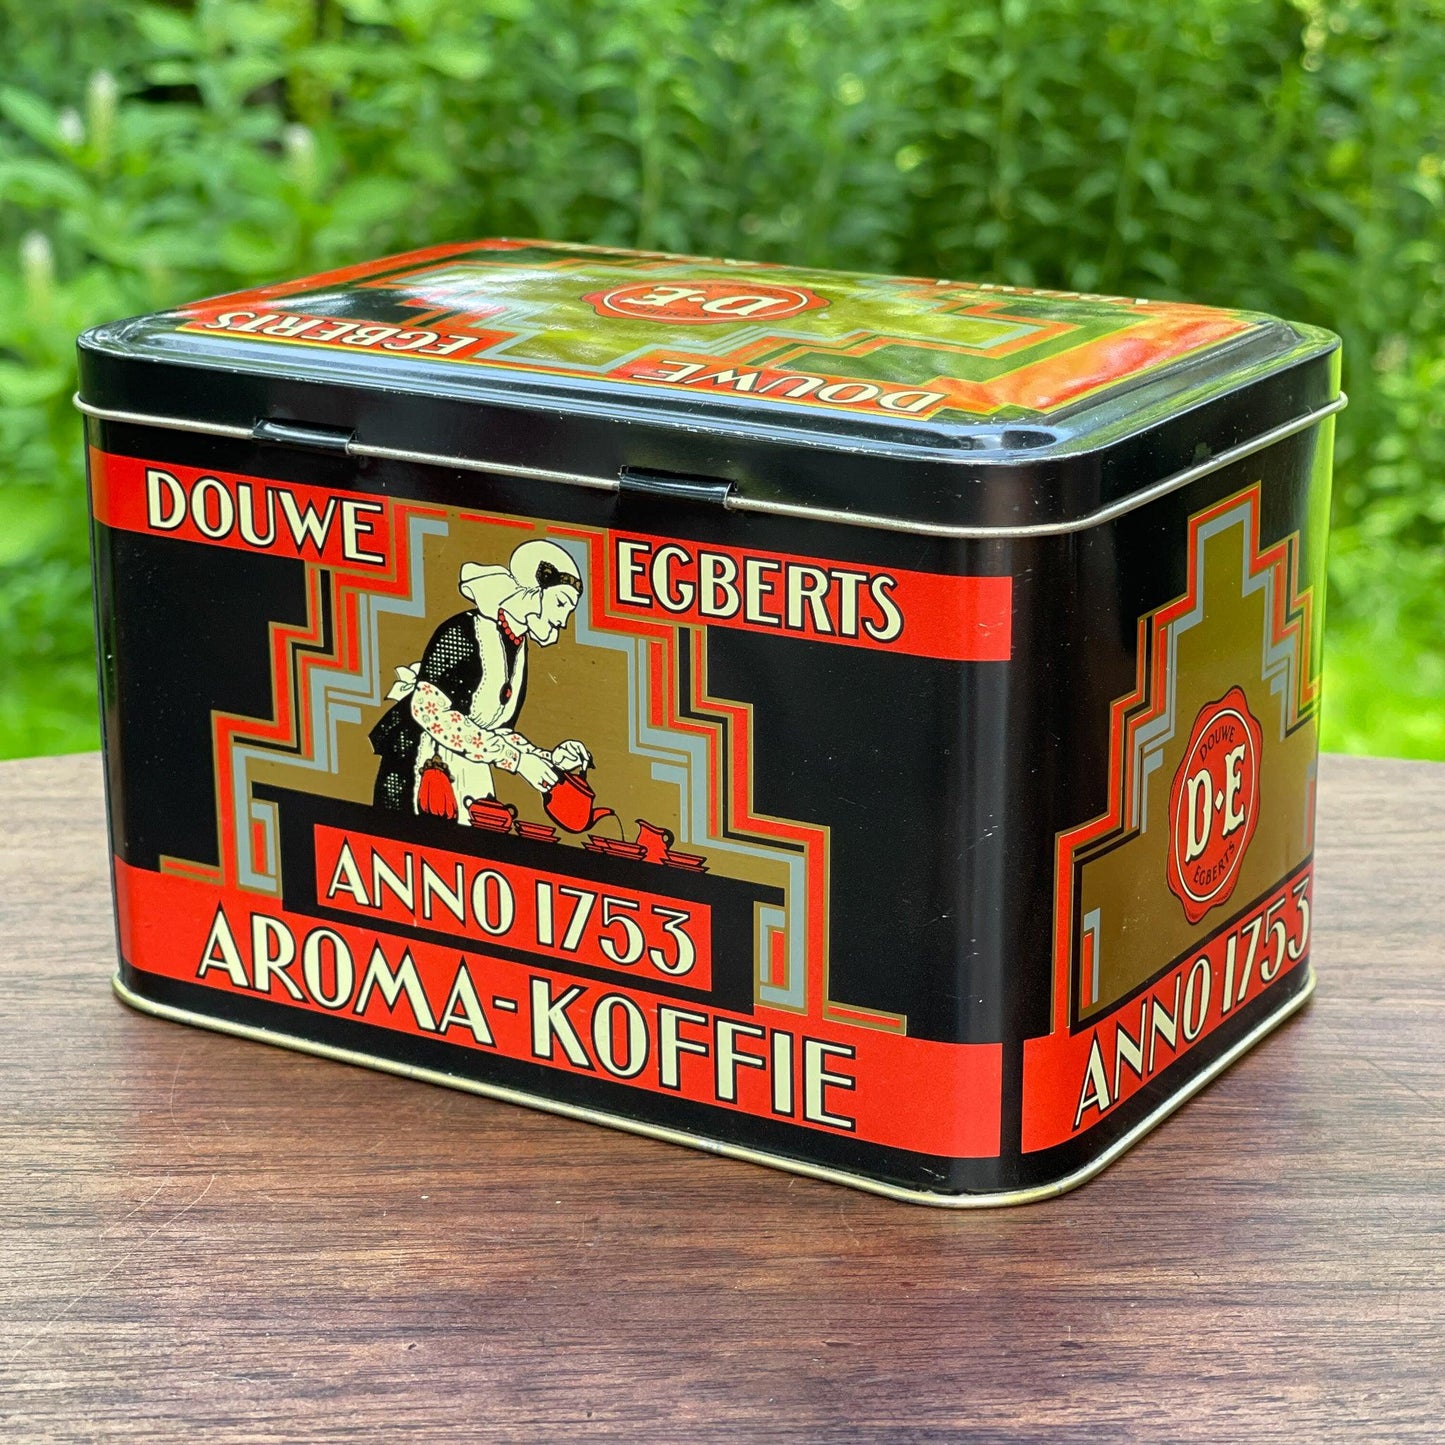 EGBERTS
DOUWE
D·E
DOUWE EGBERTS
ANNO 1753
AROMA-KOFFIE
DOUWE
D·E
EGBERTS
ANNO 1753